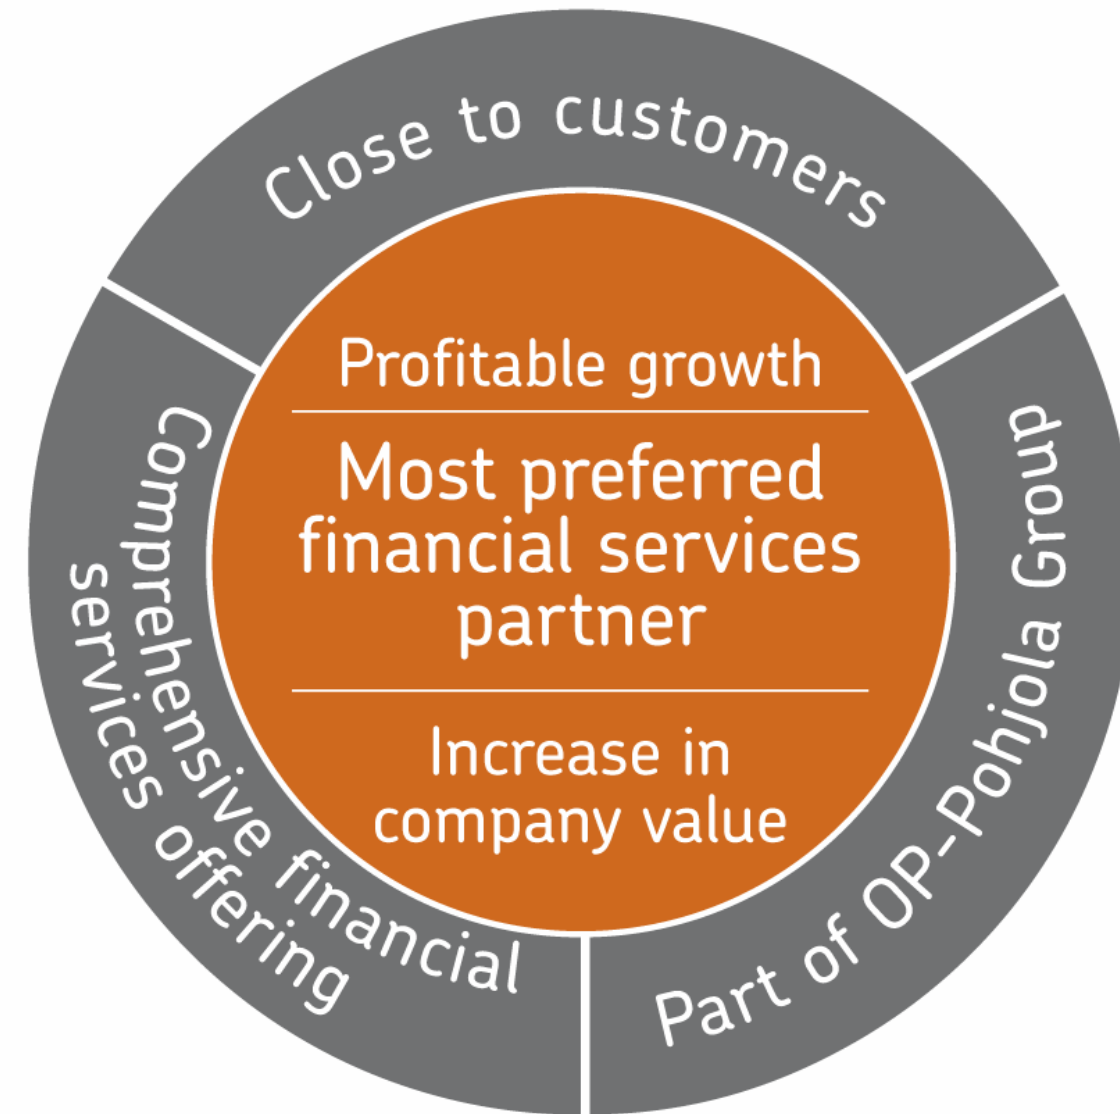 Close to customers
Profitable growth
Most preferred
financial services
partner
Increase in
company value
Comprehensive financial
services offering
Part of OP-Pohjola Group